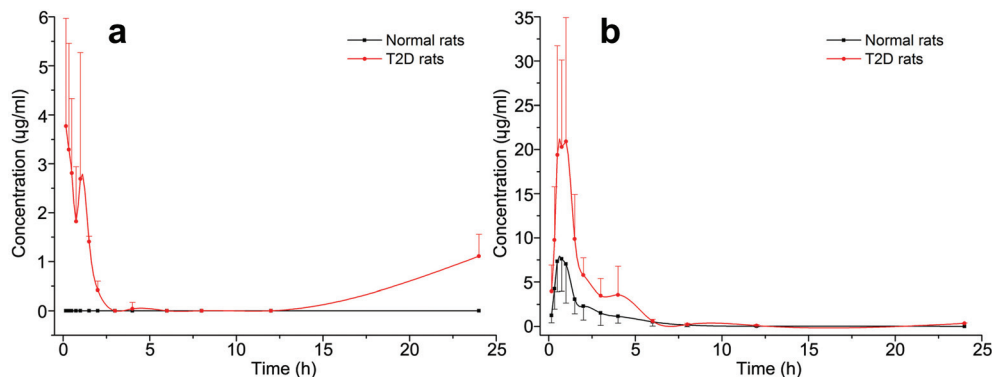 a
Normal rats
T2D rats
Concentration (ųg/ml)
6
5
4
3
2
1
0
0 5 10 15 20 25
Time (h)
b
Normal rats
T2D rats
Concentration (ųg/ml)
35
30
25
20
15
10
5
0
0 5 10 15 20 25
Time (h)